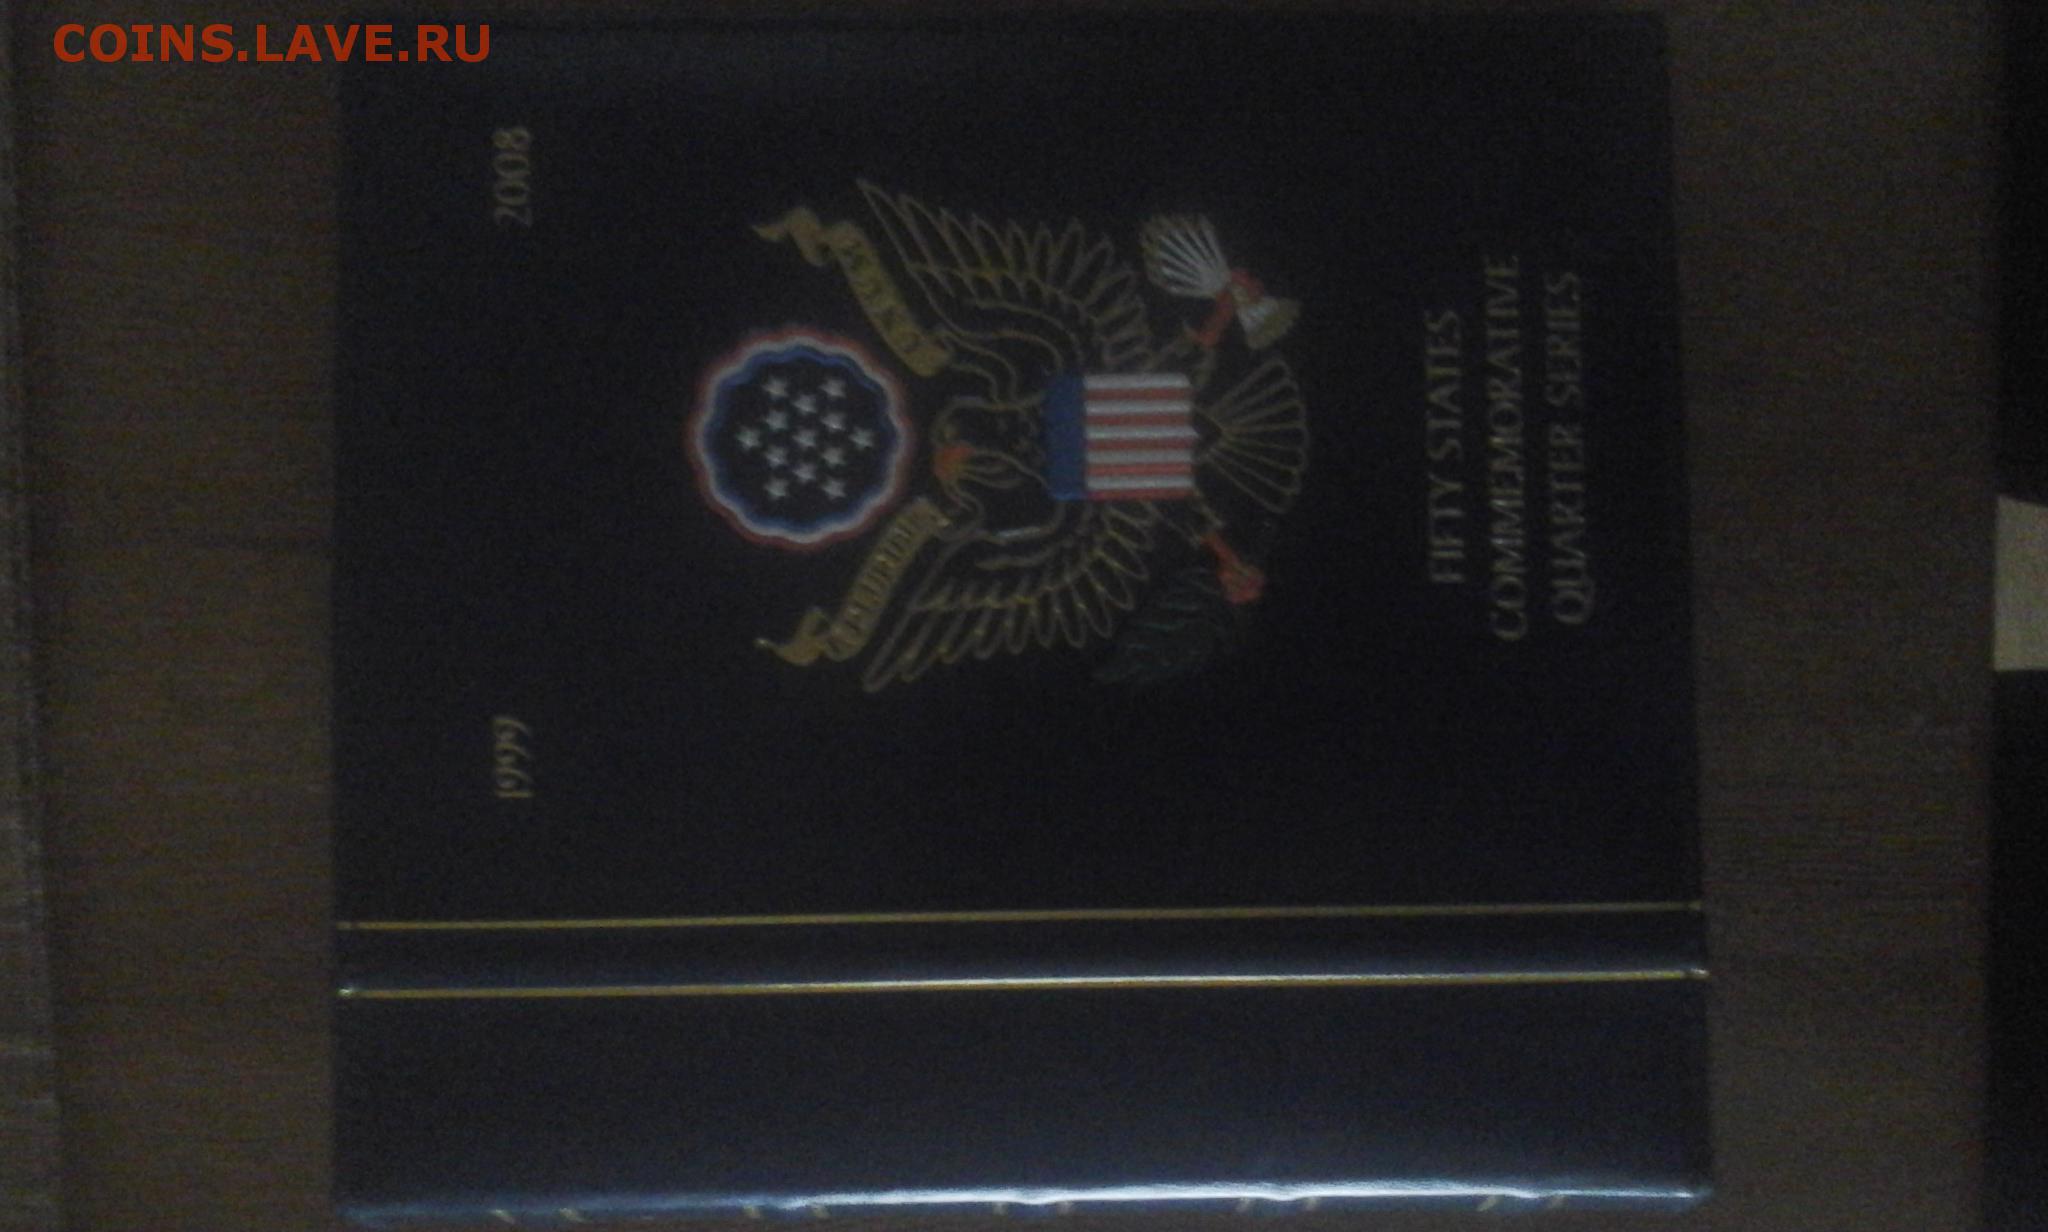 COINS.LAVE.RU
1999 2008
FIFTY STATES
COMMEMORATIVE
QUARTER SERIES